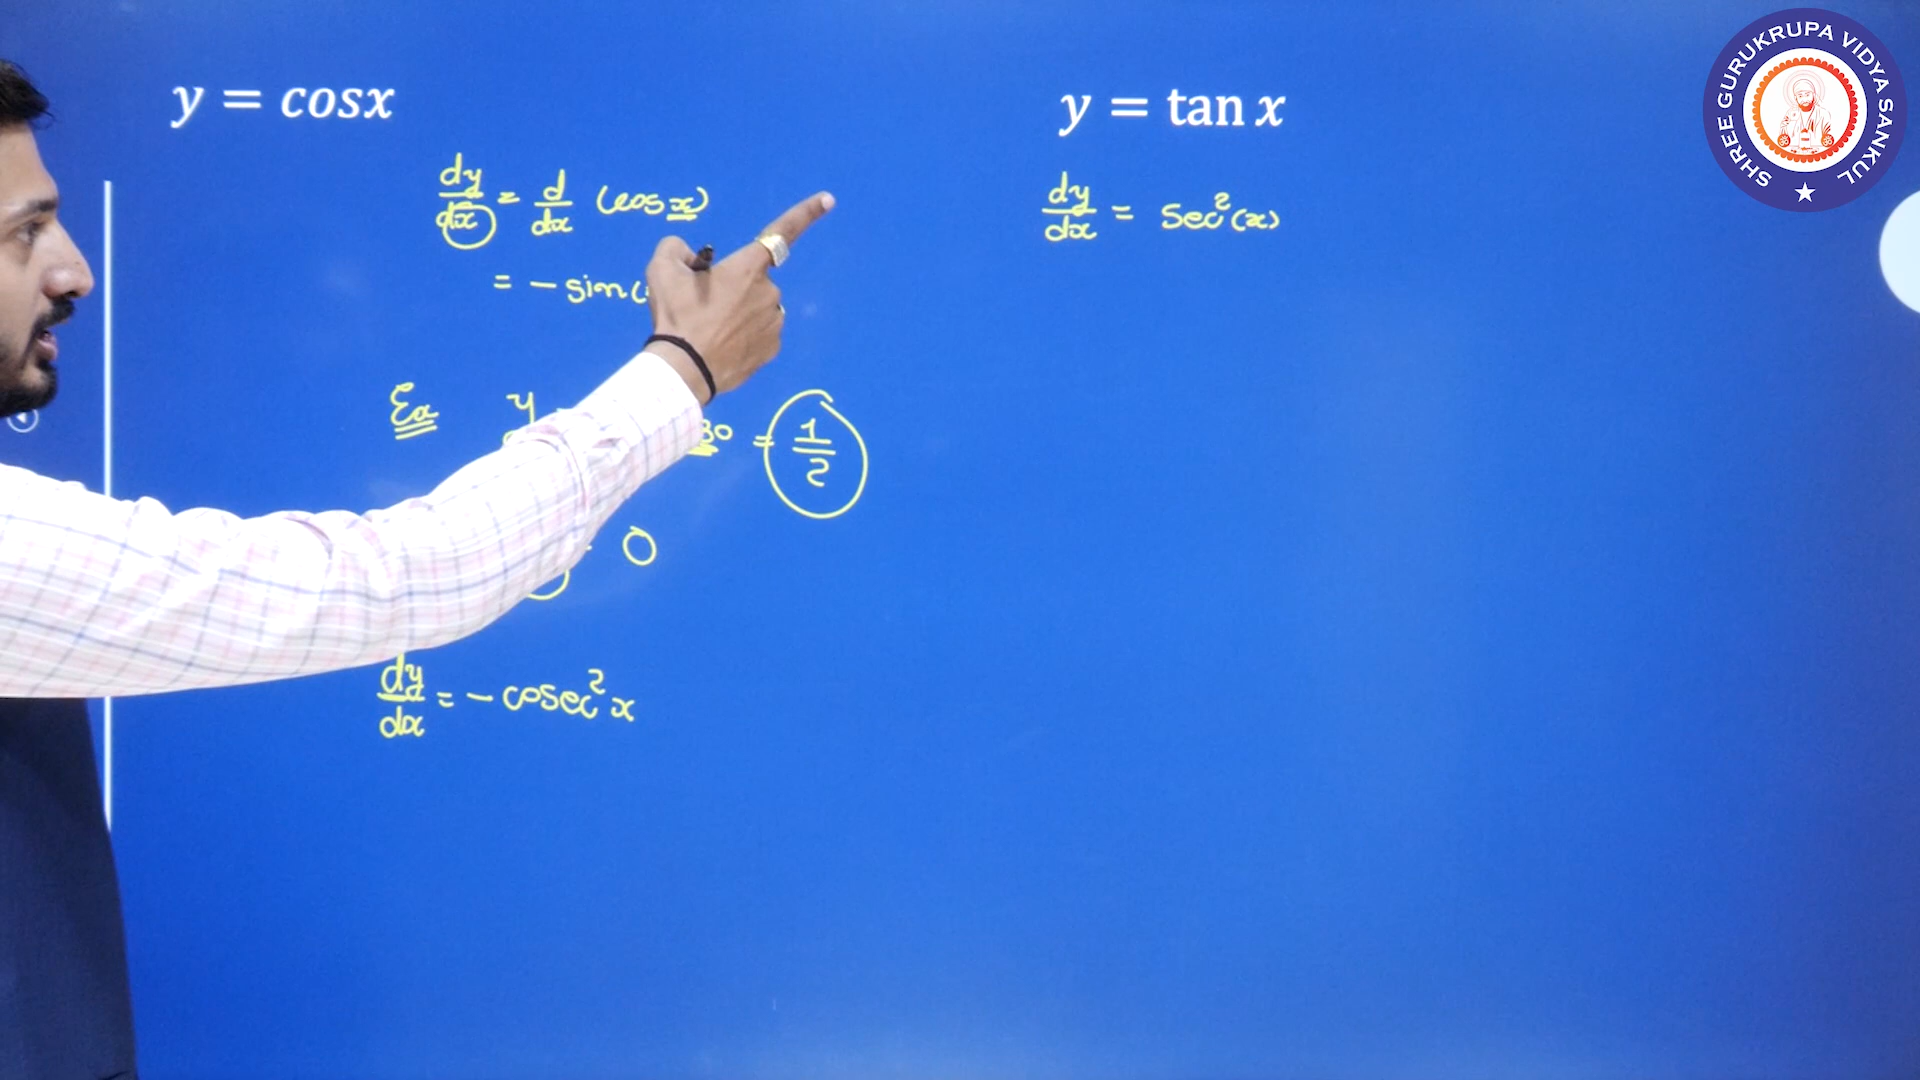 y = cosx
dy/dx = d/dx (cos x)
= − sin(
Ex y 30 = 1/2
0
dy/dx = − cosec² x
y = tan x
dy/dx = sec² (x)
SHREE GURUKRUPA VIDYA SANKUL